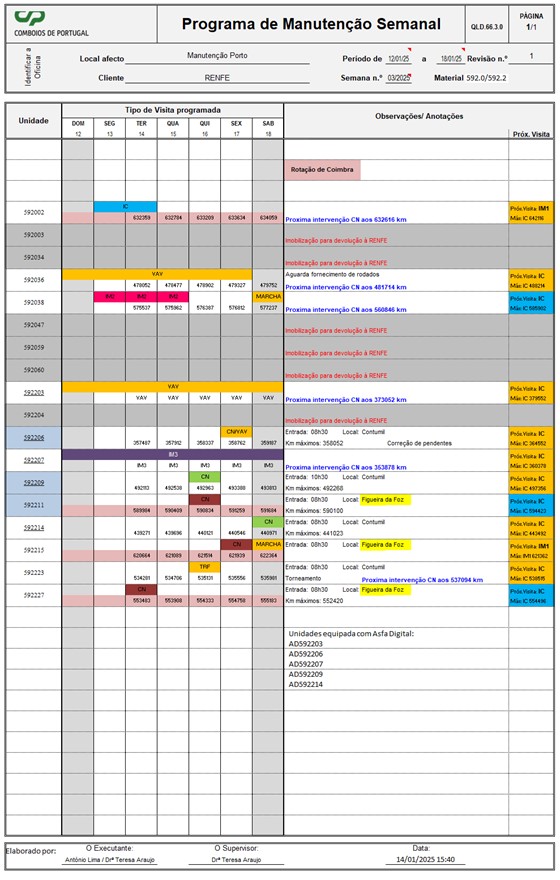 COMBOIOS DE PORTUGAL
Programa de Manutenção Semanal
QLD.66.3.0
PÁGINA
1/1
Identificar a Oficina
Local afecto Manutenção Porto
Periodo de 12/01/25 a 18/01/25 Revisão n.º 1
Cliente RENFE
Semana n.º 03/2025 Material 592.0/592.2
Unidade
Tipo de Visita programada
Observações/ Anotações
Próx. Visita
DOM SEG TER QUA QUI SEX SAB
12 13 14 15 16 17 18
Rotação de Coimbra
592002 IC Próx.Visita: IM1
632359 632784 633209 633634 634059 Proxima intervenção CN aos 632616 km Máx: IC 642116
592003 Imobilização para devolução à RENFE
592034 Imobilização para devolução à RENFE
592036 VAV Aguarda fornecimento de rodados Próx.Visita: IC
478052 478477 478902 479327 479752 Proxima intervenção CN aos 481714 km Máx: IC 488214
592038 IM2 IM2 IM2 MARCHA Próx.Visita: IC
575537 575962 576387 576812 577237 Proxima intervenção CN aos 560846 km Máx: IC 585902
592047 Imobilização para devolução à RENFE
592059 Imobilização para devolução à RENFE
592060 Imobilização para devolução à RENFE
592203 VAV Próx.Visita: IC
VAV VAV VAV VAV VAV Proxima intervenção CN aos 373052 km Máx: IC 379552
592204 Imobilização para devolução à RENFE
592206 CN/VAV Entrada: 08h30 Local: Contumil Próx.Visita: IC
357487 357912 358337 358762 359187 Km máximos: 358052 Correção de pendentes Máx: IC 364552
592207 IM3 Próx.Visita: IC
IM3 IM3 IM3 IM3 IM3 Proxima intervenção CN aos 353878 km Máx: IC 360378
592209 CN Entrada: 10h30 Local: Contumil Próx.Visita: IC
492113 492538 492963 493388 493813 Km máximos: 492268 Máx: IC 497356
592211 CN Entrada: 08h30 Local: Figueira da Foz Próx.Visita: IC
589984 590409 590834 591259 591684 Km máximos: 590100 Máx: IC 594423
592214 CN Entrada: 08h30 Local: Contumil Próx.Visita: IC
439271 439696 440121 440546 440971 Km máximos: 441023 Máx: IC 443492
592215 CN MARCHA Entrada: 08h30 Local: Figueira da Foz Próx.Visita: IM1
620664 621089 621514 621939 622364 Máx: IM1 621362
592223 TRF Entrada: 08h30 Local: Contumil Próx.Visita: IC
534281 534706 535131 535556 535981 Torneamento Proxima intervenção CN aos 537094 km Máx: IC 538515
592227 CN Entrada: 08h30 Local: Figueira da Foz Próx.Visita: IC
553483 553908 554333 554758 555183 Km máximos: 552420 Máx: IC 554496
Unidades equipada com Asfa Digital:
AD592203
AD592206
AD592207
AD592209
AD592214
Elaborado por:
O Executante: O Supervisor: Data:
António Lima / Drª Teresa Araujo Drª Teresa Araujo 14/01/2025 15:40